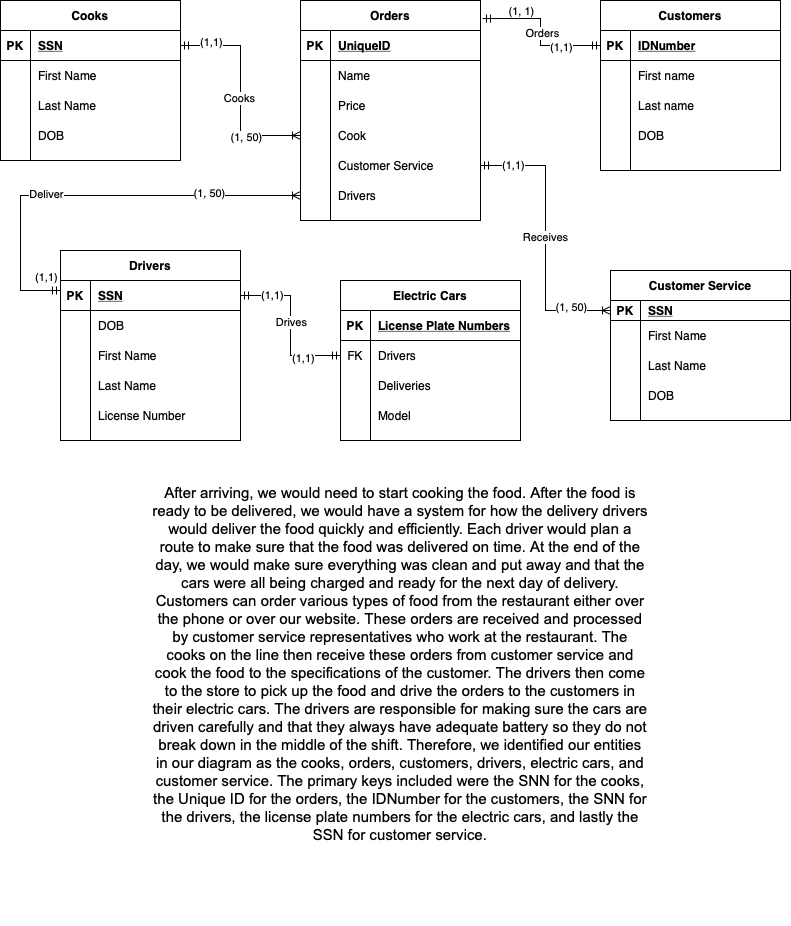 Cooks
PK SSN
First Name
Last Name
DOB
(1,1)
Cooks
(1, 50)
Orders
PK UniqueID
Name
Price
Cook
Customer Service
Drivers
(1, 1)
Orders
(1,1)
Customers
PK IDNumber
First name
Last name
DOB
Deliver
(1, 50)
(1,1)
(1,1)
Receives
(1, 50)
Drivers
PK SSN
DOB
First Name
Last Name
License Number
(1,1)
Drives
(1,1)
Electric Cars
PK License Plate Numbers
FK Drivers
Deliveries
Model
Customer Service
PK SSN
First Name
Last Name
DOB
After arriving, we would need to start cooking the food. After the food is
ready to be delivered, we would have a system for how the delivery drivers
would deliver the food quickly and efficiently. Each driver would plan a
route to make sure that the food was delivered on time. At the end of the
day, we would make sure everything was clean and put away and that the
cars were all being charged and ready for the next day of delivery.
Customers can order various types of food from the restaurant either over
the phone or over our website. These orders are received and processed
by customer service representatives who work at the restaurant. The
cooks on the line then receive these orders from customer service and
cook the food to the specifications of the customer. The drivers then come
to the store to pick up the food and drive the orders to the customers in
their electric cars. The drivers are responsible for making sure the cars are
driven carefully and that they always have adequate battery so they do not
break down in the middle of the shift. Therefore, we identified our entities
in our diagram as the cooks, orders, customers, drivers, electric cars, and
customer service. The primary keys included were the SNN for the cooks,
the Unique ID for the orders, the IDNumber for the customers, the SNN for
the drivers, the license plate numbers for the electric cars, and lastly the
SSN for customer service.